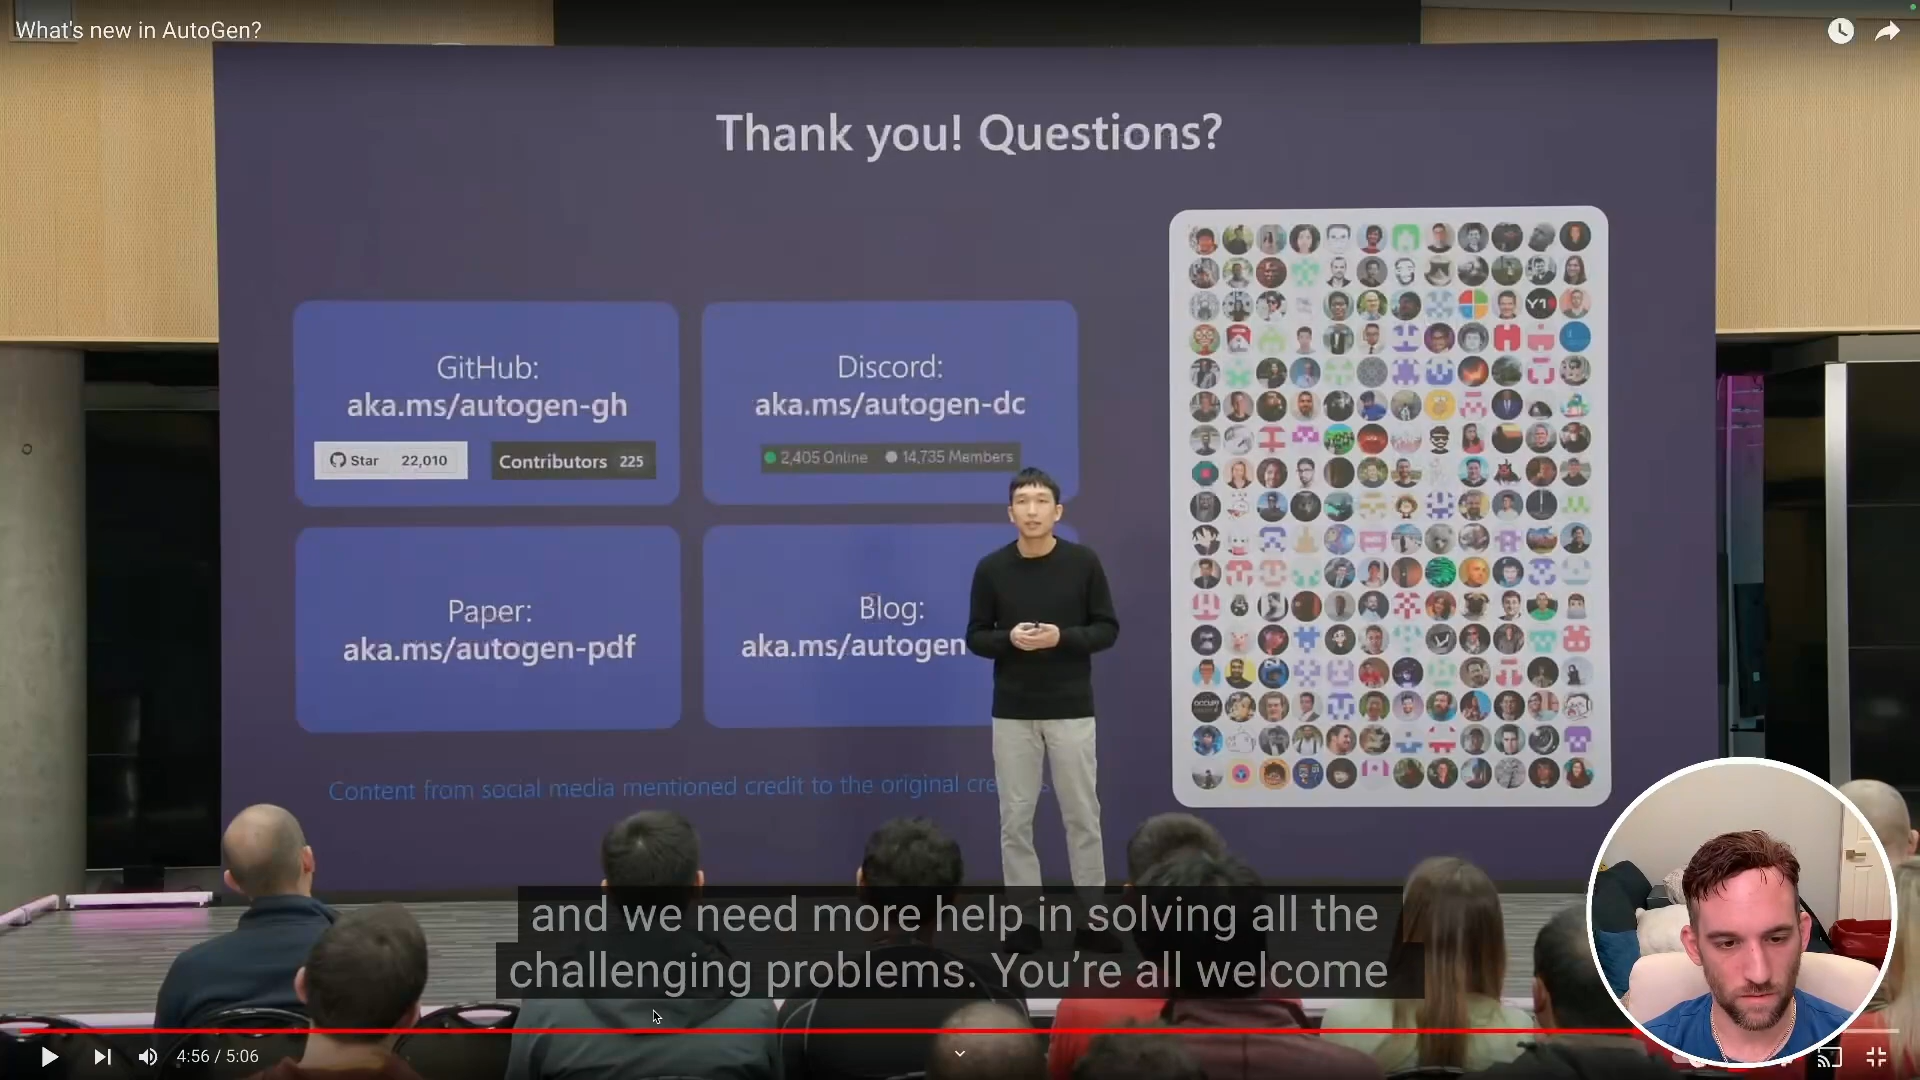 What's new in AutoGen?
Thank you! Questions?
GitHub:
aka.ms/autogen-gh
Star 22,010
Contributors 225
Discord:
aka.ms/autogen-dc
2,405 Online 14,735 Members
Paper:
aka.ms/autogen-pdf
Blog:
aka.ms/autogen
Content from social media mentioned credit to the original
and we need more help in solving all the
challenging problems. You're all welcome
4:56 / 5:06